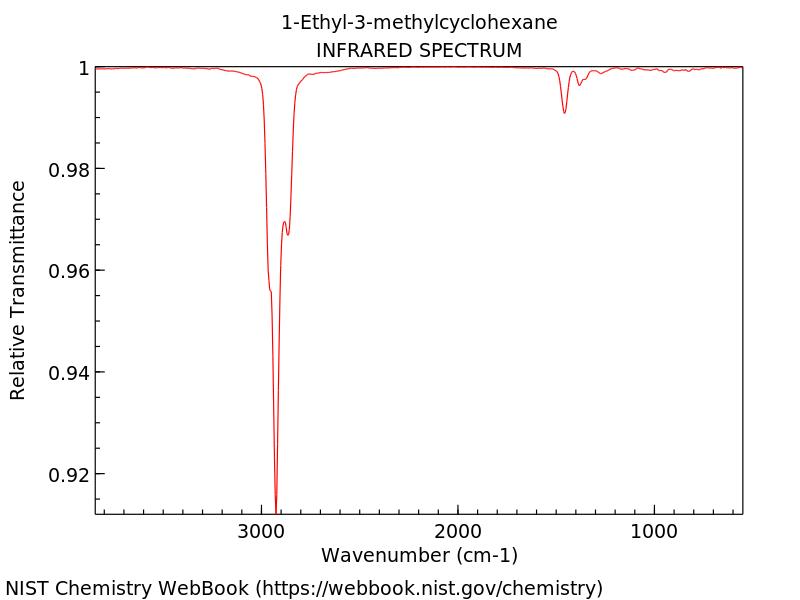 1-Ethyl-3-methylcyclohexane
INFRARED SPECTRUM
1
0.98
0.96
0.94
0.92
Relative Transmittance
3000
2000
1000
Wavenumber (cm-1)
NIST Chemistry WebBook (https://webbook.nist.gov/chemistry)